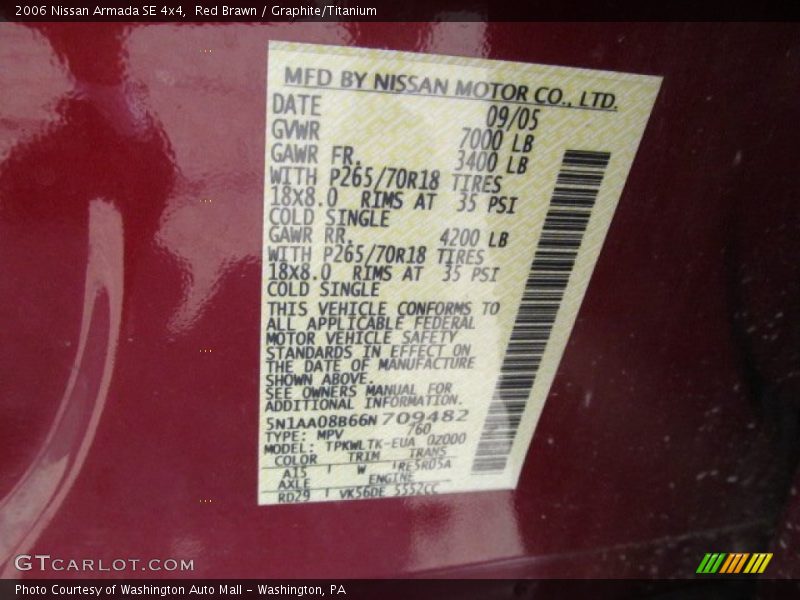 2006 Nissan Armada SE 4x4, Red Brawn / Graphite/Titanium
MFD BY NISSAN MOTOR CO., LTD.
DATE 09/05
GVWR 7000 LB
GAWR FR. 3400 LB
WITH P265/70R18 TIRES
18X8.0 RIMS AT 35 PSI
COLD SINGLE
GAWR RR. 4200 LB
WITH P265/70R18 TIRES
18X8.0 RIMS AT 35 PSI
COLD SINGLE
THIS VEHICLE CONFORMS TO
ALL APPLICABLE FEDERAL
MOTOR VEHICLE SAFETY
STANDARDS IN EFFECT ON
THE DATE OF MANUFACTURE
SHOWN ABOVE.
SEE OWNERS MANUAL FOR
ADDITIONAL INFORMATION.
5N1AA08B66N709482
TYPE: MPV 760
MODEL: TPKWLTK-EUA 0Z000
COLOR TRIM TRANS
A15 W RE5R05A
AXLE ENGINE
RD29 VK56DE 5552CC
GTCARLOT.COM
Photo Courtesy of Washington Auto Mall - Washington, PA